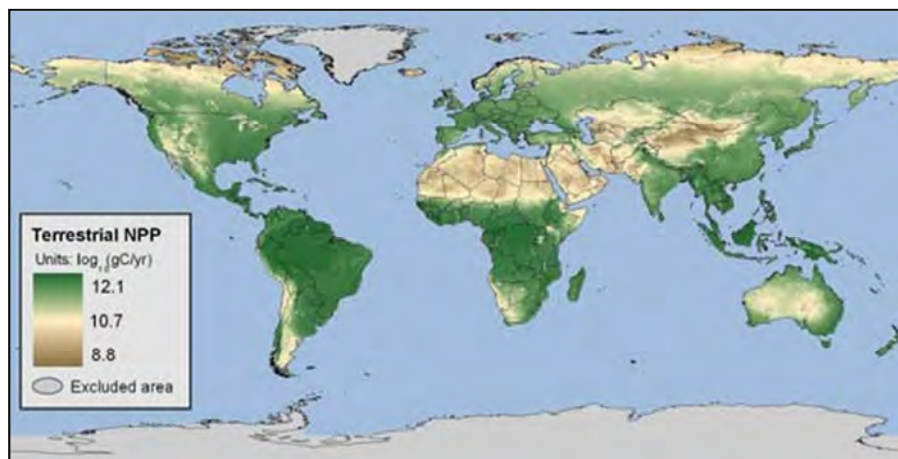 Terrestrial NPP
Units: log₁₀(gC/yr)
12.1
10.7
8.8
Excluded area